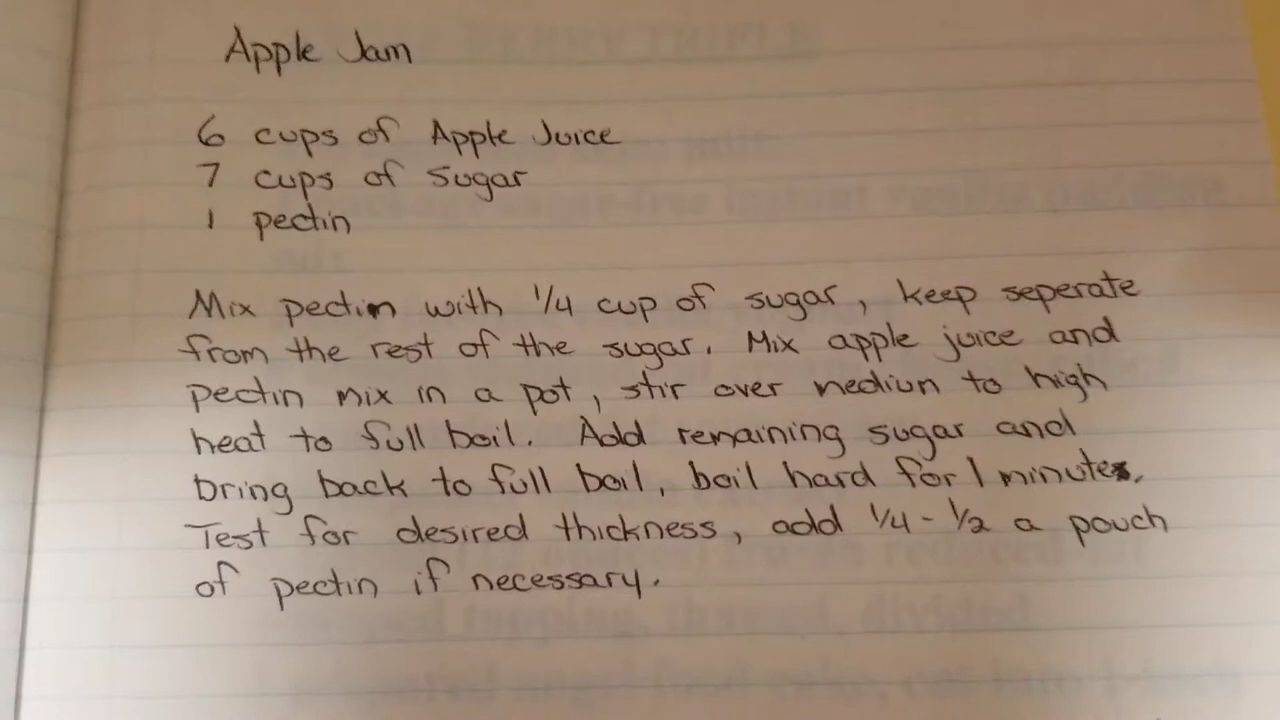 Apple Jam
6 cups of Apple Juice
7 cups of Sugar
1 pectin
Mix pectin with 1/4 cup of sugar, keep seperate
from the rest of the sugar. Mix apple juice and
pectin mix in a pot, stir over mediun to high
heat to full boil. Add remaining sugar and
bring back to full boil, boil hard for 1 minute.
Test for desired thickness, add 1/4 - 1/2 a pouch
of pectin if necessary.